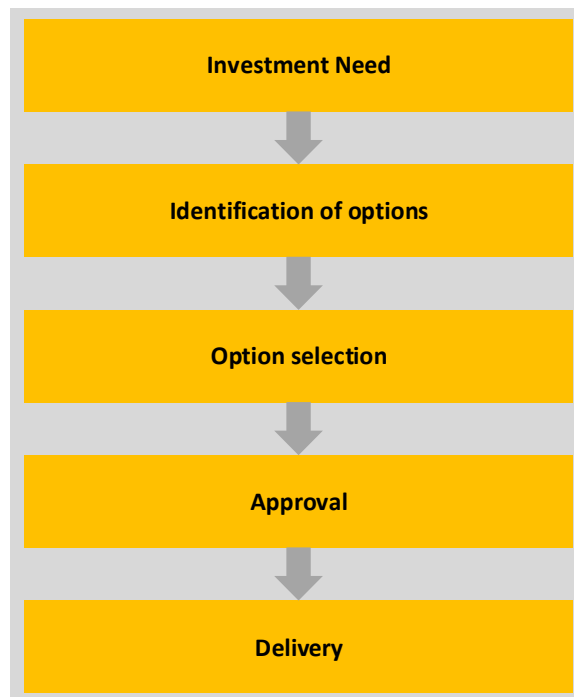 Investment Need
Identification of options
Option selection
Approval
Delivery